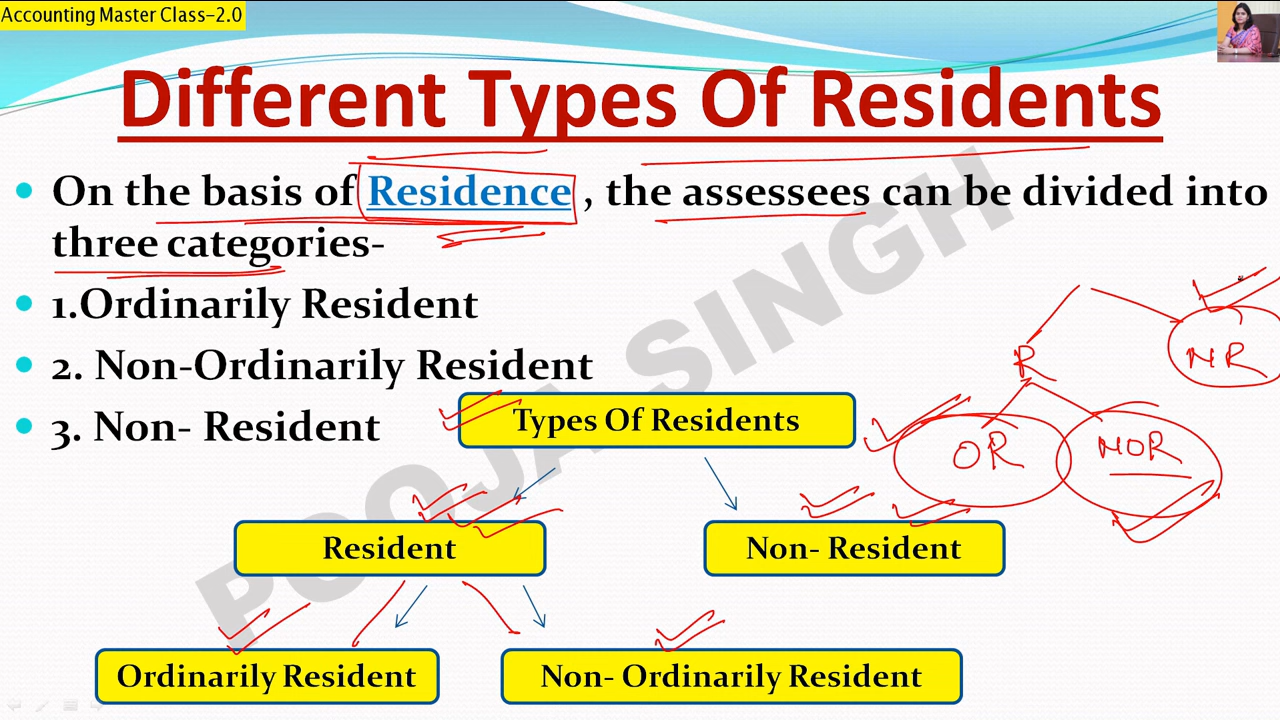 Accounting Master Class-2.0
Different Types Of Residents
• On the basis of Residence , the assessees can be divided into
three categories-
• 1.Ordinarily Resident
• 2. Non-Ordinarily Resident
• 3. Non- Resident
Types Of Residents
Resident
Non- Resident
Ordinarily Resident
Non- Ordinarily Resident
R
NR
OR
NOR
POOJA SINGH